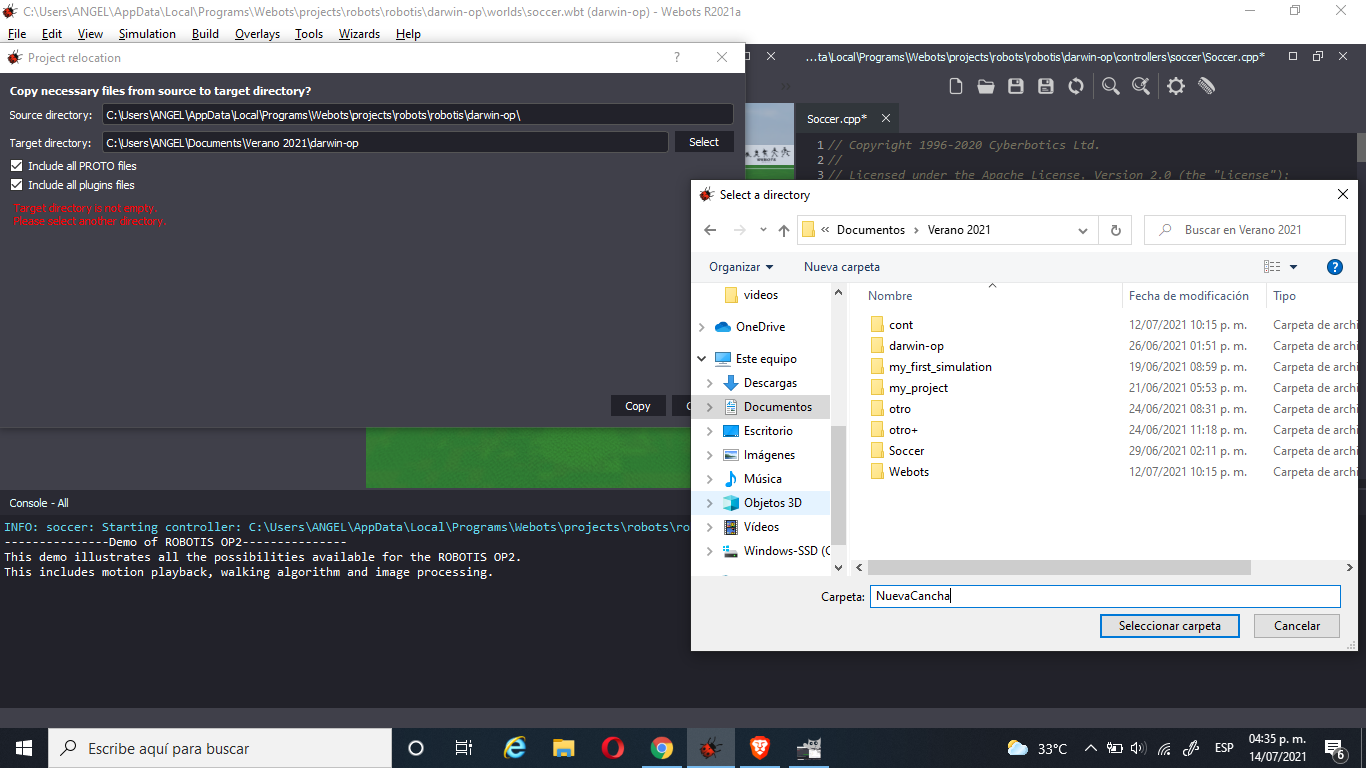 C:\Users\ANGEL\AppData\Local\Programs\Webots\projects\robots\robotis\darwin-op\worlds\soccer.wbt (darwin-op) - Webots R2021a
File Edit View Simulation Build Overlays Tools Wizards Help
Project relocation
Copy necessary files from source to target directory?
Source directory: C:\Users\ANGEL\AppData\Local\Programs\Webots\projects\robots\robotis\darwin-op\
Target directory: C:\Users\ANGEL\Documents\Verano 2021\darwin-op Select
Include all PROTO files
Include all plugins files
Target directory is not empty.
Please select another directory.
Copy C
...ta\Local\Programs\Webots\projects\robots\robotis\darwin-op\controllers\soccer\Soccer.cpp*
Soccer.cpp*
1 // Copyright 1996-2020 Cyberbotics Ltd.
2 //
3 // Licensed under the Apache License, Version 2.0 (the "License");
Select a directory
« Documentos › Verano 2021
Buscar en Verano 2021
Organizar Nueva carpeta
videos
OneDrive
Este equipo
Descargas
Documentos
Escritorio
Imágenes
Música
Objetos 3D
Vídeos
Windows-SSD (C
Nombre Fecha de modificación Tipo
cont 12/07/2021 10:15 p. m. Carpeta de archi
darwin-op 26/06/2021 01:51 p. m. Carpeta de archi
my_first_simulation 19/06/2021 08:59 p. m. Carpeta de archi
my_project 21/06/2021 05:53 p. m. Carpeta de archi
otro 24/06/2021 08:31 p. m. Carpeta de archi
otro+ 24/06/2021 11:18 p. m. Carpeta de archi
Soccer 29/06/2021 02:11 p. m. Carpeta de archi
Webots 12/07/2021 10:15 p. m. Carpeta de archi
Carpeta: NuevaCancha
Seleccionar carpeta Cancelar
Console - All
INFO: soccer: Starting controller: C:\Users\ANGEL\AppData\Local\Programs\Webots\projects\robots\ro
---------------Demo of ROBOTIS OP2---------------
This demo illustrates all the possibilities available for the ROBOTIS OP2.
This includes motion playback, walking algorithm and image processing.
Escribe aquí para buscar
33°C
ESP
04:35 p. m.
14/07/2021
6